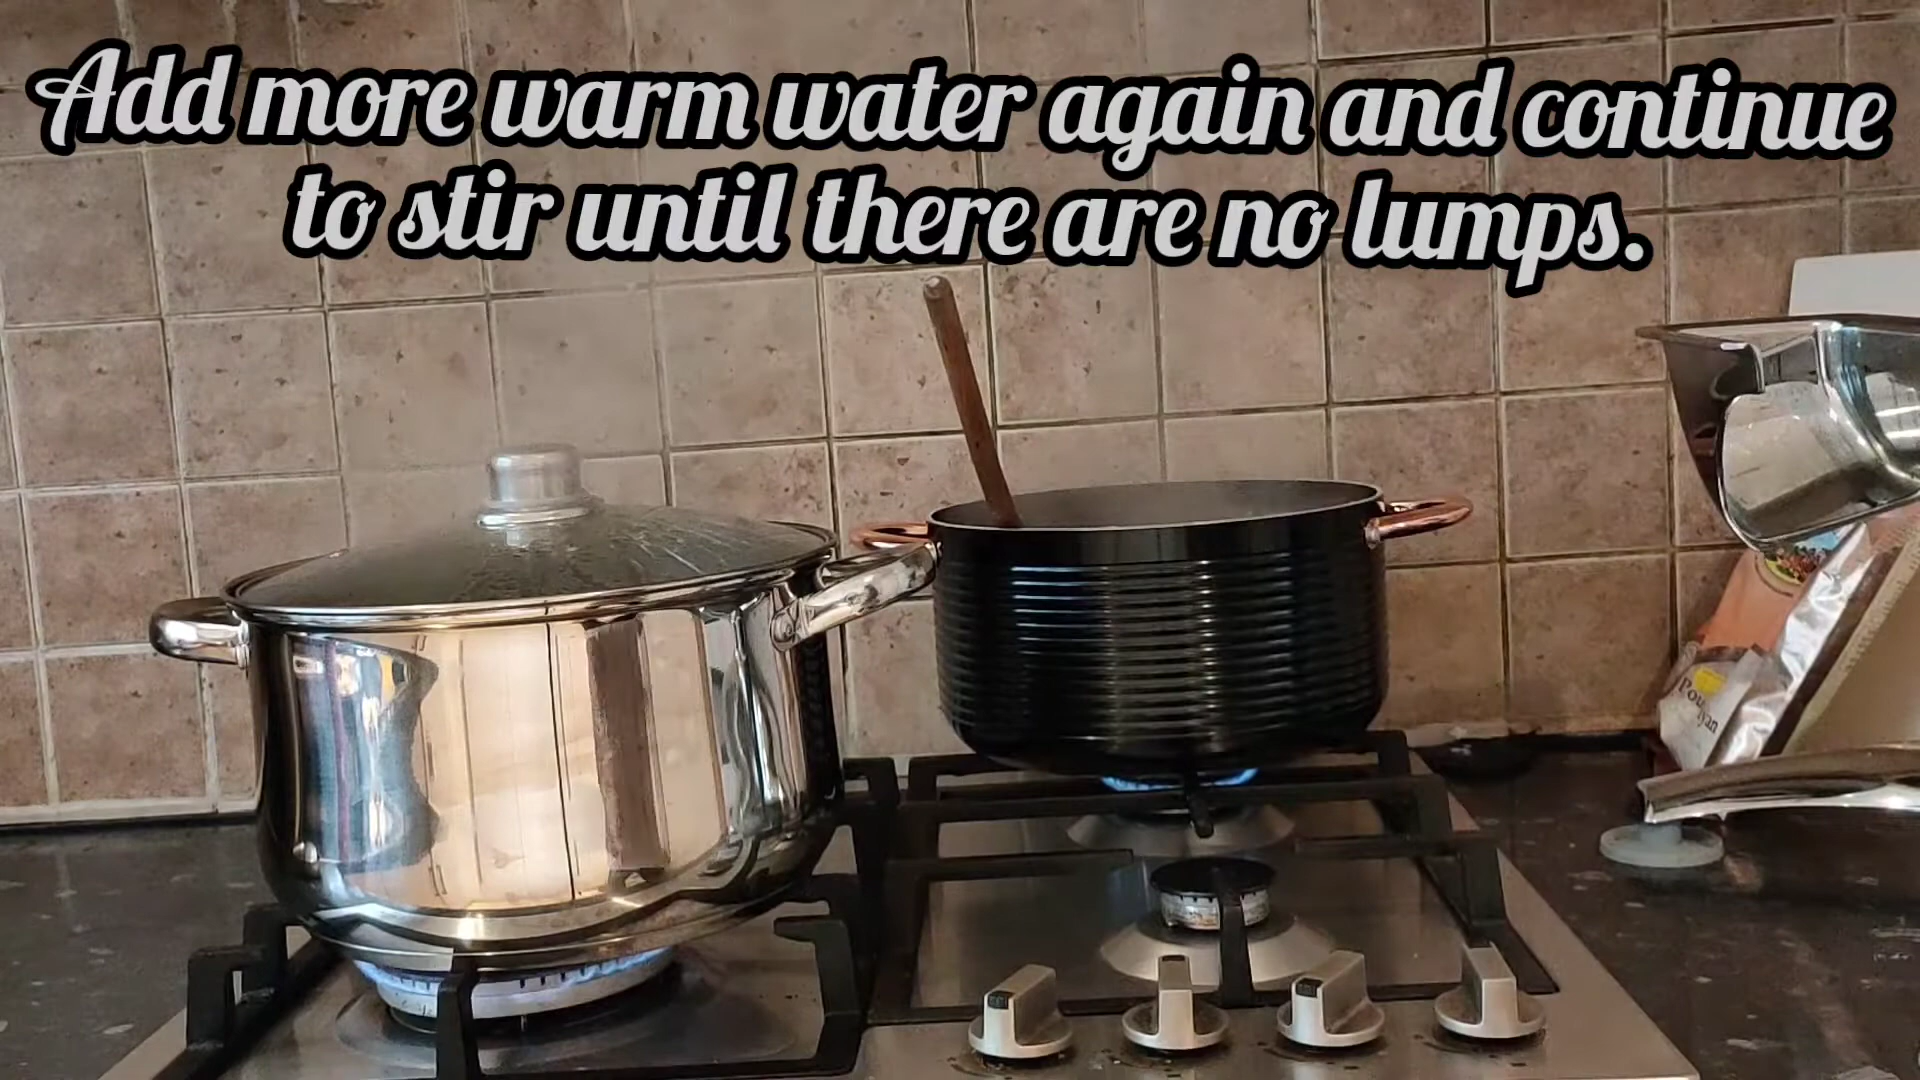 Add more warm water again and continue
to stir until there are no lumps.